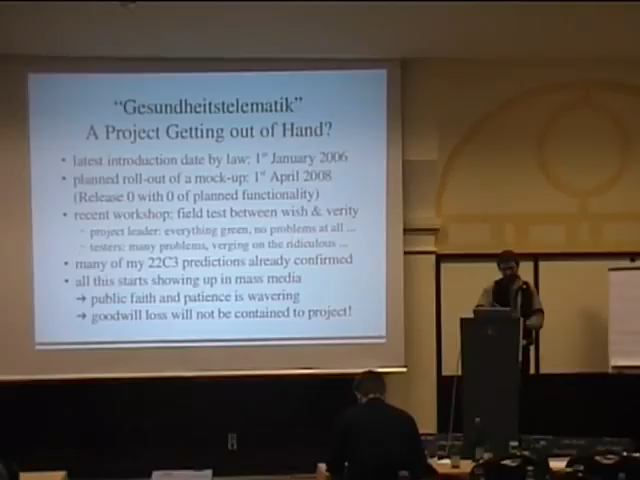 "Gesundheitstelematik"
A Project Getting out of Hand?
• latest introduction date by law: 1st January 2006
• planned roll-out of a mock-up: 1st April 2008
(Release 0 with 0 of planned functionality)
• recent workshop: field test between wish & verity
- project leader: everything green, no problems at all ...
- testers: many problems, verging on the ridiculous ...
• many of my 22C3 predictions already confirmed
• all this starts showing up in mass media
→ public faith and patience is wavering
→ goodwill loss will not be contained to project!